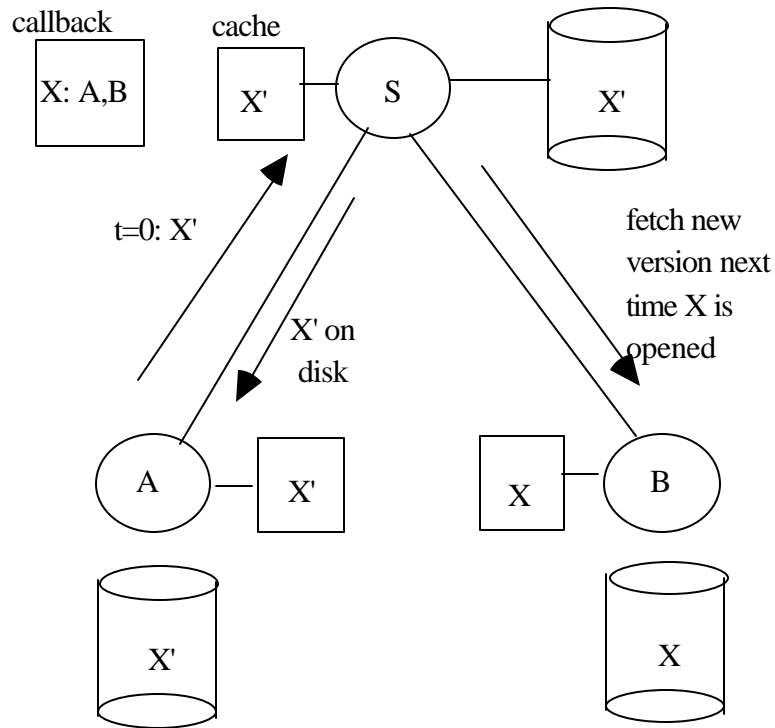 callback
cache
X: A,B
X'
S
X'
t=0: X'
fetch new
version next
time X is
opened
X' on
disk
A
X'
X
B
X'
X